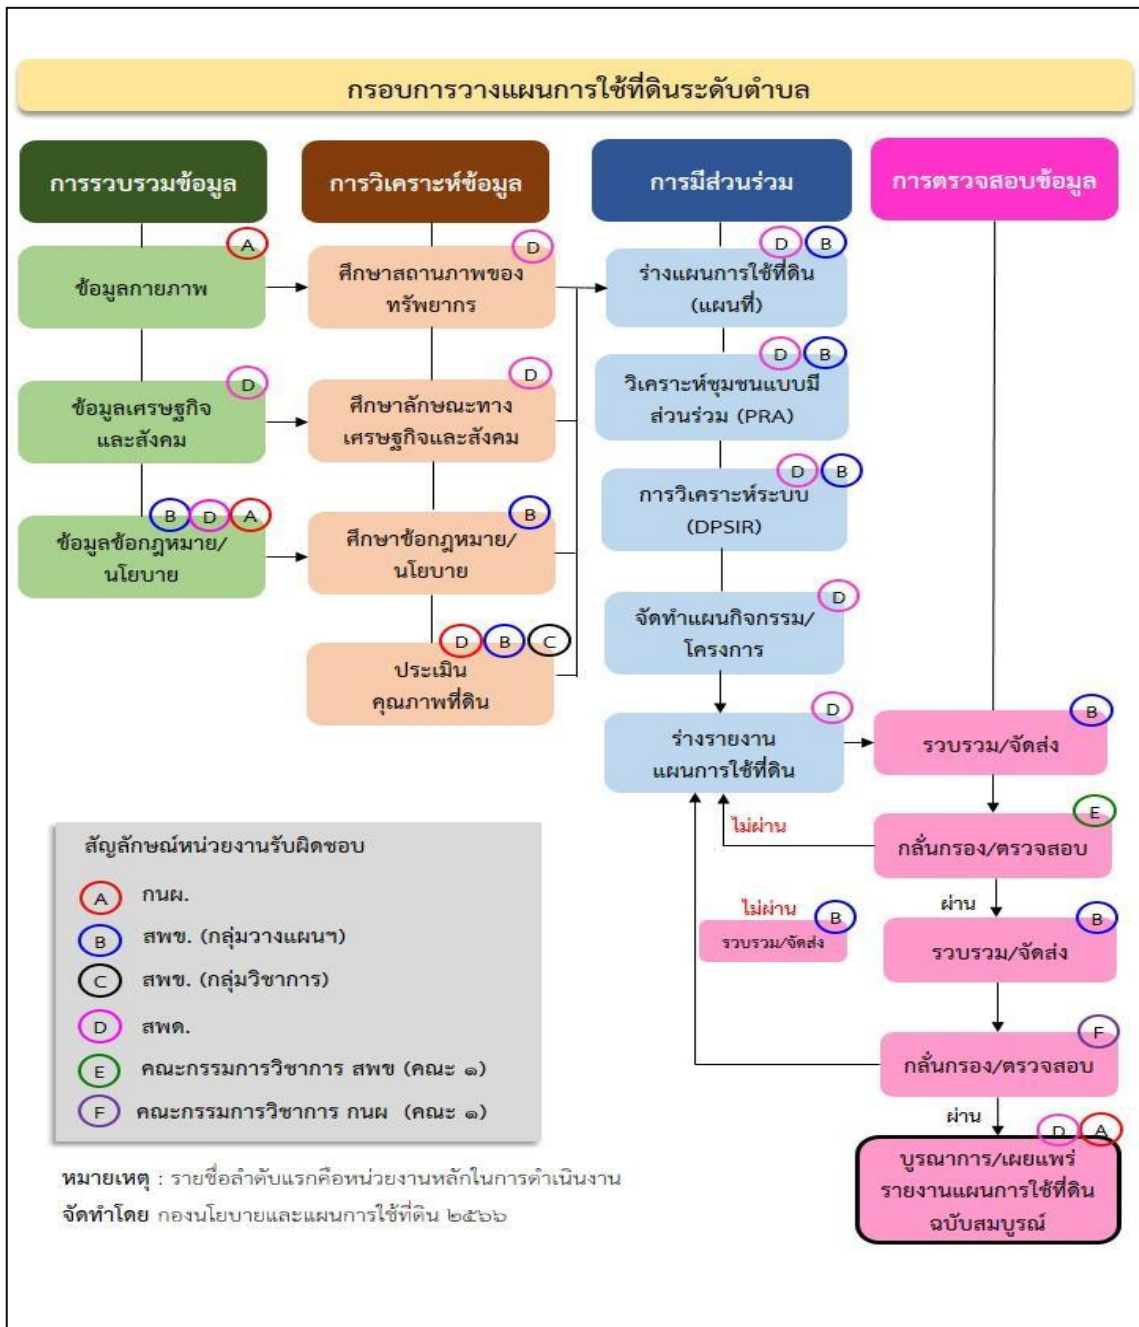 กรอบการวางแผนการใช้ที่ดินระดับตำบล
การรวบรวมข้อมูล
A
ข้อมูลกายภาพ
D
ข้อมูลเศรษฐกิจ
และสังคม
B D A
ข้อมูลข้อกฎหมาย/
นโยบาย
การวิเคราะห์ข้อมูล
D
ศึกษาสถานภาพของ
ทรัพยากร
D
ศึกษาลักษณะทาง
เศรษฐกิจและสังคม
B
ศึกษาข้อกฎหมาย/
นโยบาย
D B C
ประเมิน
คุณภาพที่ดิน
การมีส่วนร่วม
D B
ร่างแผนการใช้ที่ดิน
(แผนที่)
D B
วิเคราะห์ชุมชนแบบมี
ส่วนร่วม (PRA)
D B
การวิเคราะห์ระบบ
(DPSIR)
D
จัดทำแผนกิจกรรม/
โครงการ
D
ร่างรายงาน
แผนการใช้ที่ดิน
การตรวจสอบข้อมูล
B
รวบรวม/จัดส่ง
E
กลั่นกรอง/ตรวจสอบ
ไม่ผ่าน
ผ่าน
B
รวบรวม/จัดส่ง
ไม่ผ่าน
B
รวบรวม/จัดส่ง
F
กลั่นกรอง/ตรวจสอบ
ผ่าน
D A
บูรณาการ/เผยแพร่
รายงานแผนการใช้ที่ดิน
ฉบับสมบูรณ์
สัญลักษณ์หน่วยงานรับผิดชอบ
A กนผ.
B สพข. (กลุ่มวางแผนฯ)
C สพข. (กลุ่มวิชาการ)
D สพด.
E คณะกรรมการวิชาการ สพข (คณะ ๑)
F คณะกรรมการวิชาการ กนผ (คณะ ๑)
หมายเหตุ : รายชื่อลำดับแรกคือหน่วยงานหลักในการดำเนินงาน
จัดทำโดย กองนโยบายและแผนการใช้ที่ดิน ๒๕๖๖